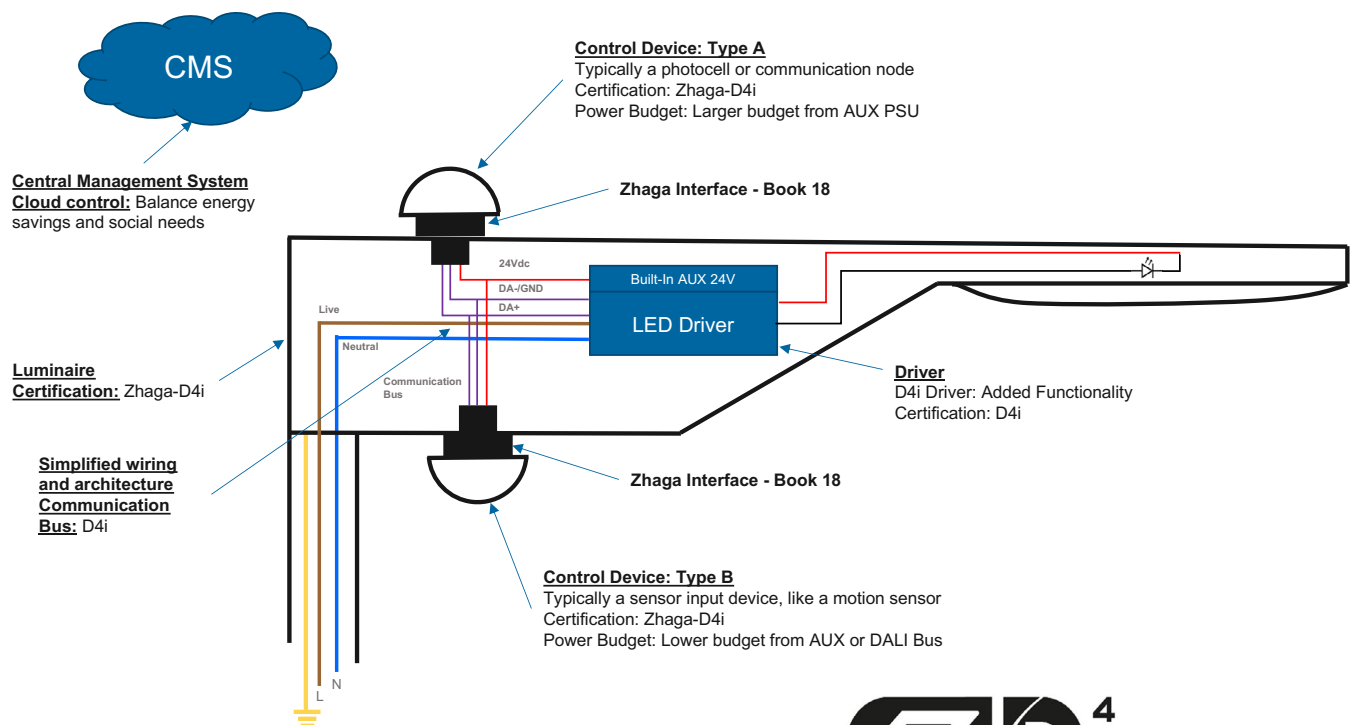 CMS
Control Device: Type A
Typically a photocell or communication node
Certification: Zhaga-D4i
Power Budget: Larger budget from AUX PSU
Central Management System
Cloud control: Balance energy
savings and social needs
Zhaga Interface - Book 18
24Vdc
DA-/GND
DA+
Built-In AUX 24V
LED Driver
Live
Neutral
Communication
Bus
Luminaire
Certification: Zhaga-D4i
Driver
D4i Driver: Added Functionality
Certification: D4i
Simplified wiring
and architecture
Communication
Bus: D4i
Zhaga Interface - Book 18
Control Device: Type B
Typically a sensor input device, like a motion sensor
Certification: Zhaga-D4i
Power Budget: Lower budget from AUX or DALI Bus
L
N
4